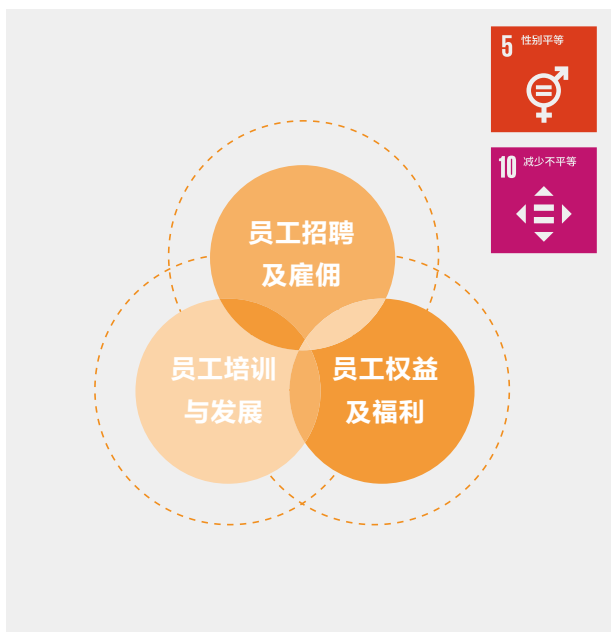 5 性别平等
10 减少不平等
员工招聘
及雇佣
员工培训
与发展
员工权益
及福利